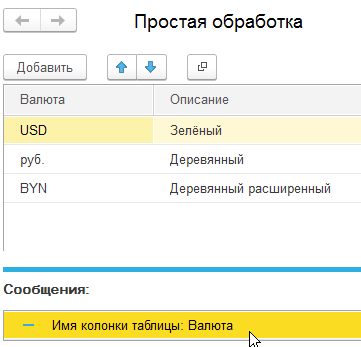 Простая обработка
Добавить
Валюта Описание
USD Зелёный
руб. Деревянный
BYN Деревянный расширенный
Сообщения:
Имя колонки таблицы: Валюта